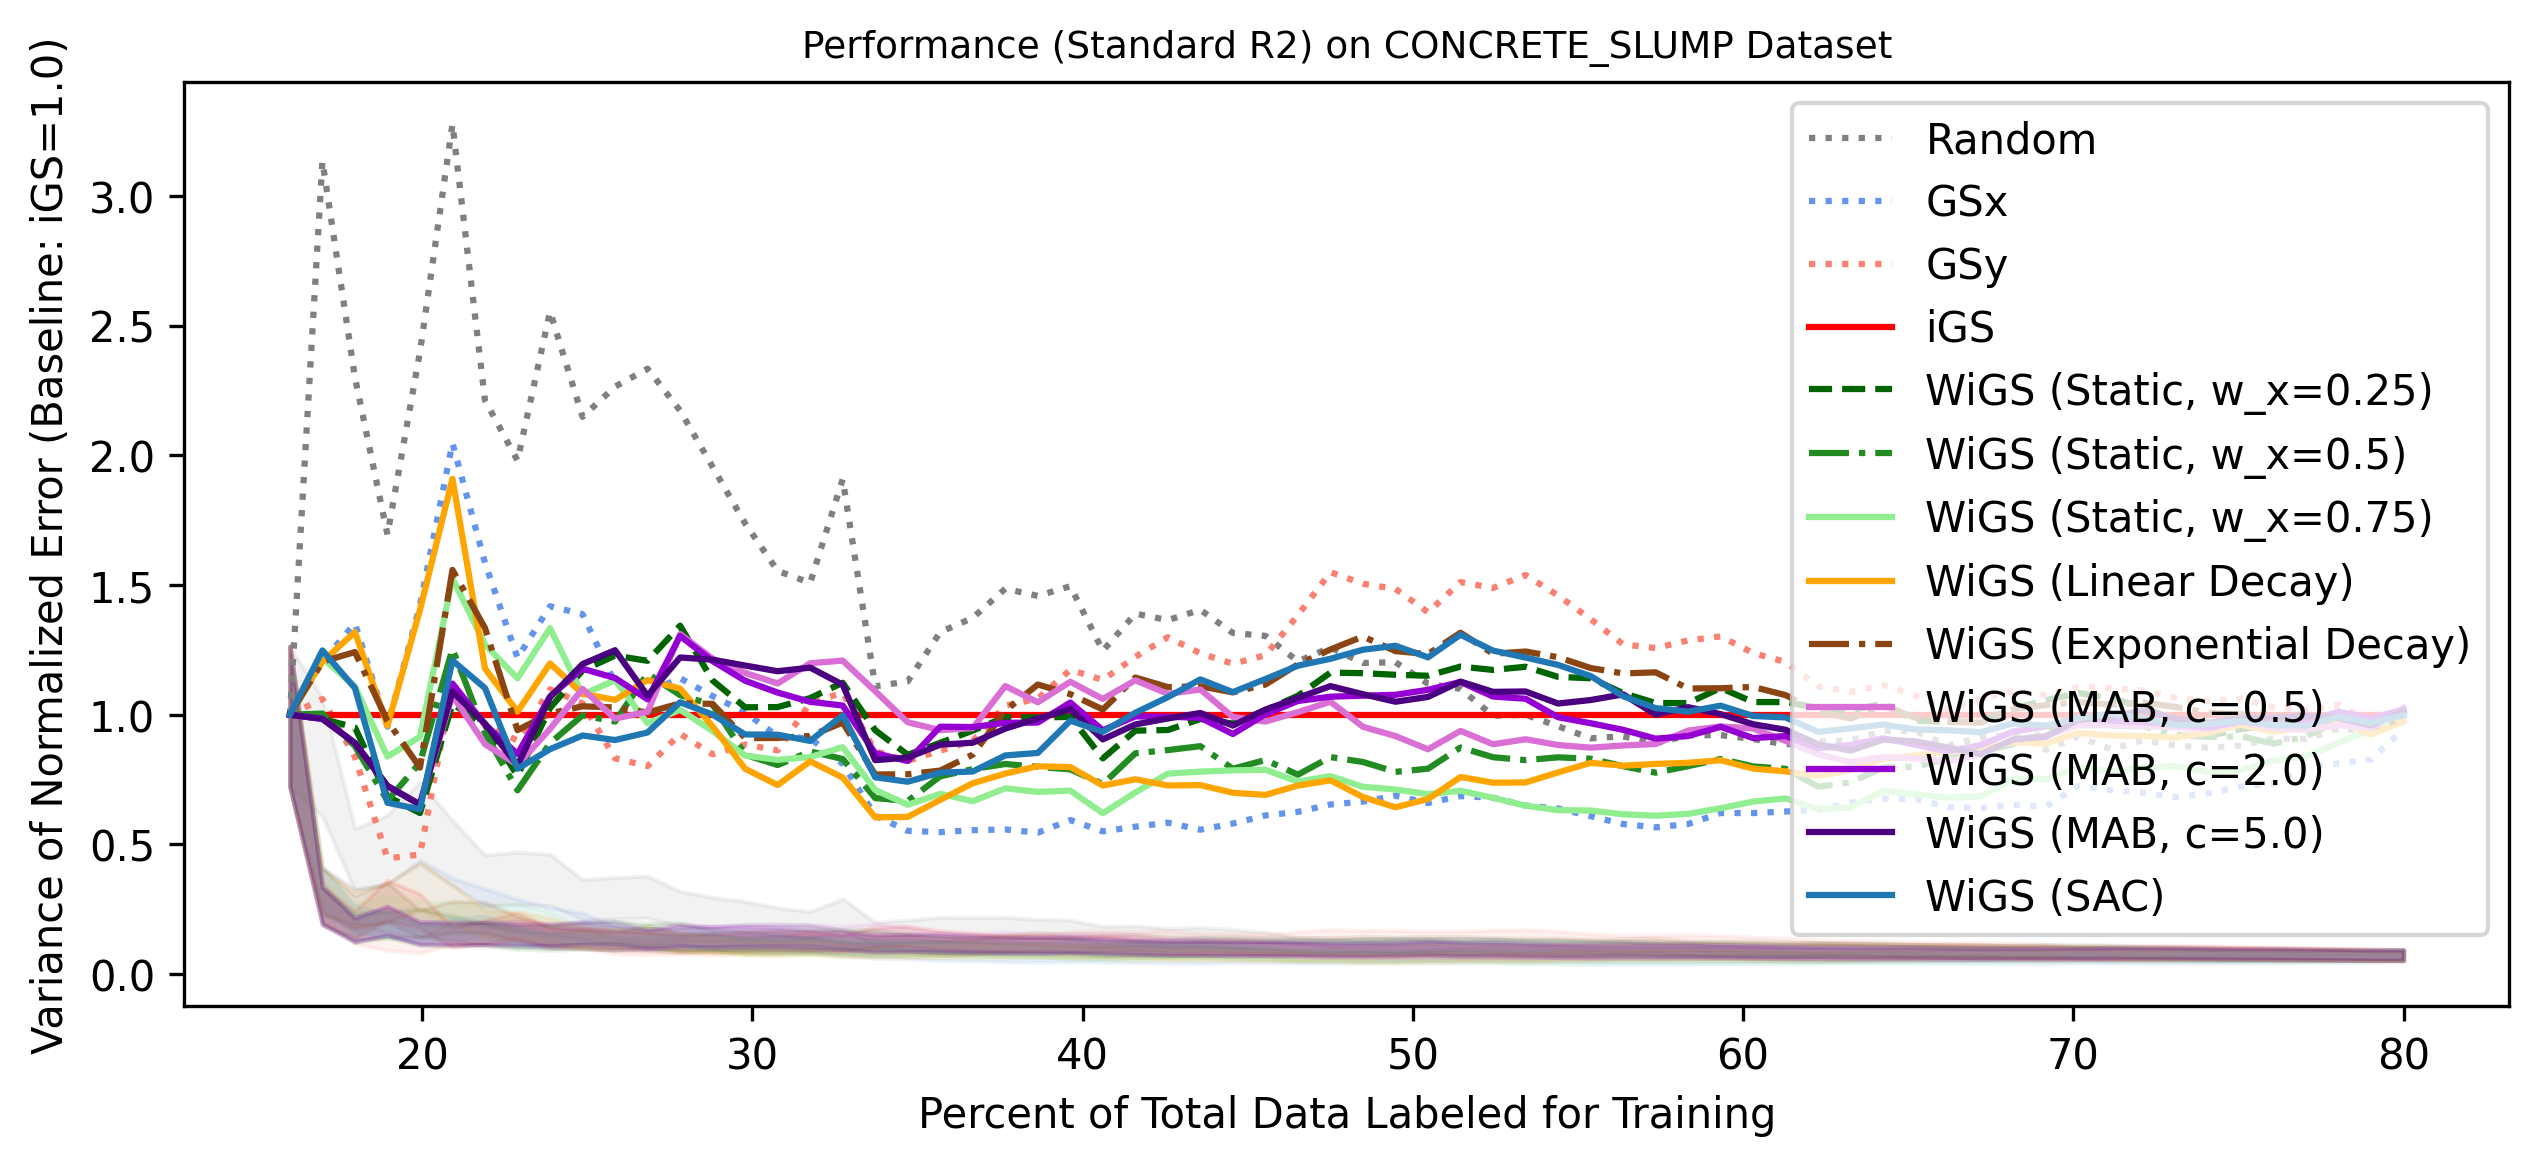 Performance (Standard R2) on CONCRETE_SLUMP Dataset
Variance of Normalized Error (Baseline: iGS=1.0)
3.0
2.5
2.0
1.5
1.0
0.5
0.0
20
30
40
50
60
70
80
Percent of Total Data Labeled for Training
Random
GSx
GSy
iGS
WiGS (Static, w_x=0.25)
WiGS (Static, w_x=0.5)
WiGS (Static, w_x=0.75)
WiGS (Linear Decay)
WiGS (Exponential Decay)
WiGS (MAB, c=0.5)
WiGS (MAB, c=2.0)
WiGS (MAB, c=5.0)
WiGS (SAC)